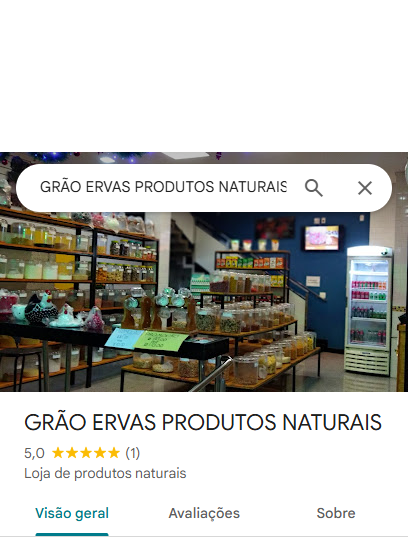 GRÃO ERVAS PRODUTOS NATURAIS
GRÃO ERVAS PRODUTOS NATURAIS
5,0 (1)
Loja de produtos naturais
Visão geral Avaliações Sobre